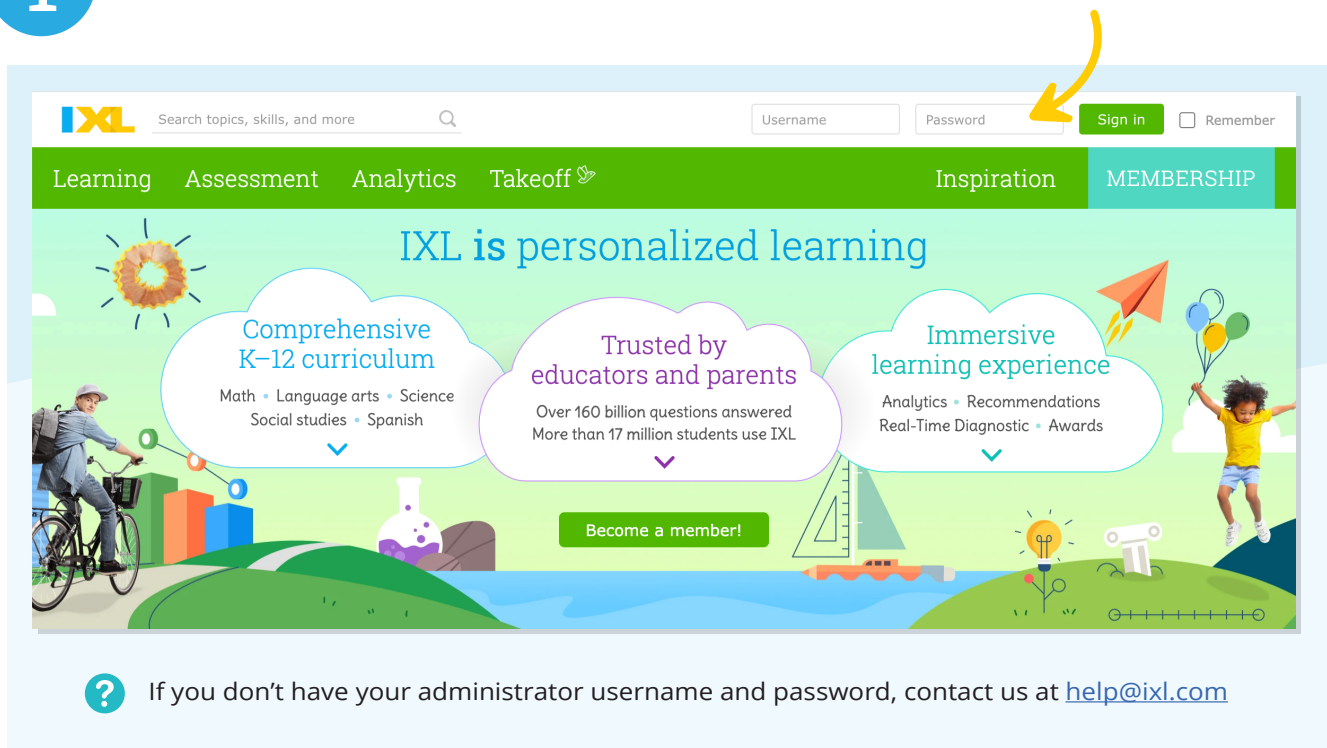 1
IXL
Search topics, skills, and more
Username
Password
Sign in
Remember
Learning
Assessment
Analytics
Takeoff
Inspiration
MEMBERSHIP
IXL is personalized learning
Comprehensive
K–12 curriculum
Math • Language arts • Science
Social studies • Spanish
Trusted by
educators and parents
Over 160 billion questions answered
More than 17 million students use IXL
Immersive
learning experience
Analytics • Recommendations
Real-Time Diagnostic • Awards
Become a member!
? If you don’t have your administrator username and password, contact us at help@ixl.com